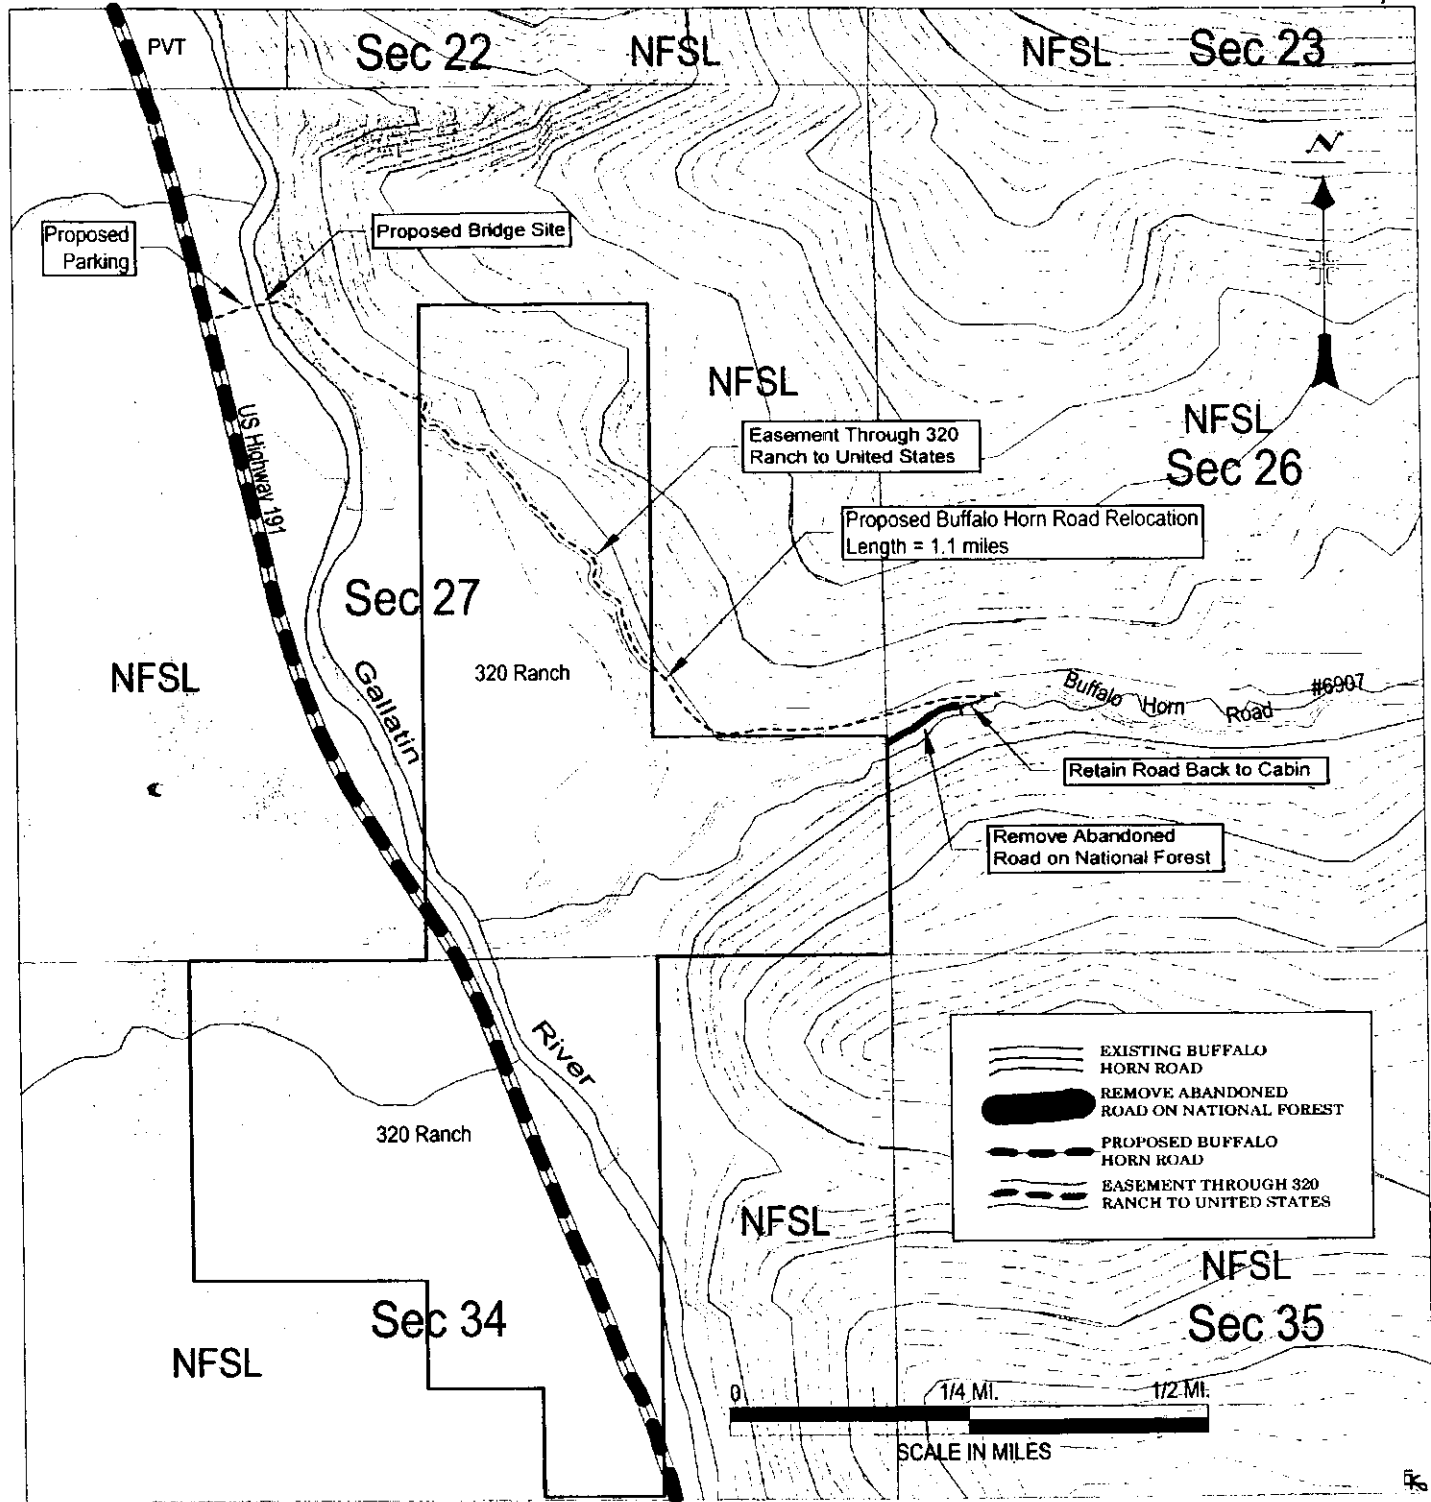 PVT
Sec 22
NFSL
NFSL
Sec 23
N
Proposed
Parking
Proposed Bridge Site
NFSL
NFSL
Sec 26
US Highway 191
Easement Through 320
Ranch to United States
Proposed Buffalo Horn Road Relocation
Length = 1.1 miles
Sec 27
NFSL
320 Ranch
Gallatin
Buffalo Horn Road
#6907
Retain Road Back to Cabin
Remove Abandoned
Road on National Forest
River
320 Ranch
EXISTING BUFFALO
HORN ROAD
REMOVE ABANDONED
ROAD ON NATIONAL FOREST
PROPOSED BUFFALO
HORN ROAD
EASEMENT THROUGH 320
RANCH TO UNITED STATES
NFSL
NFSL
Sec 35
Sec 34
NFSL
0 1/4 MI. 1/2 MI.
SCALE IN MILES